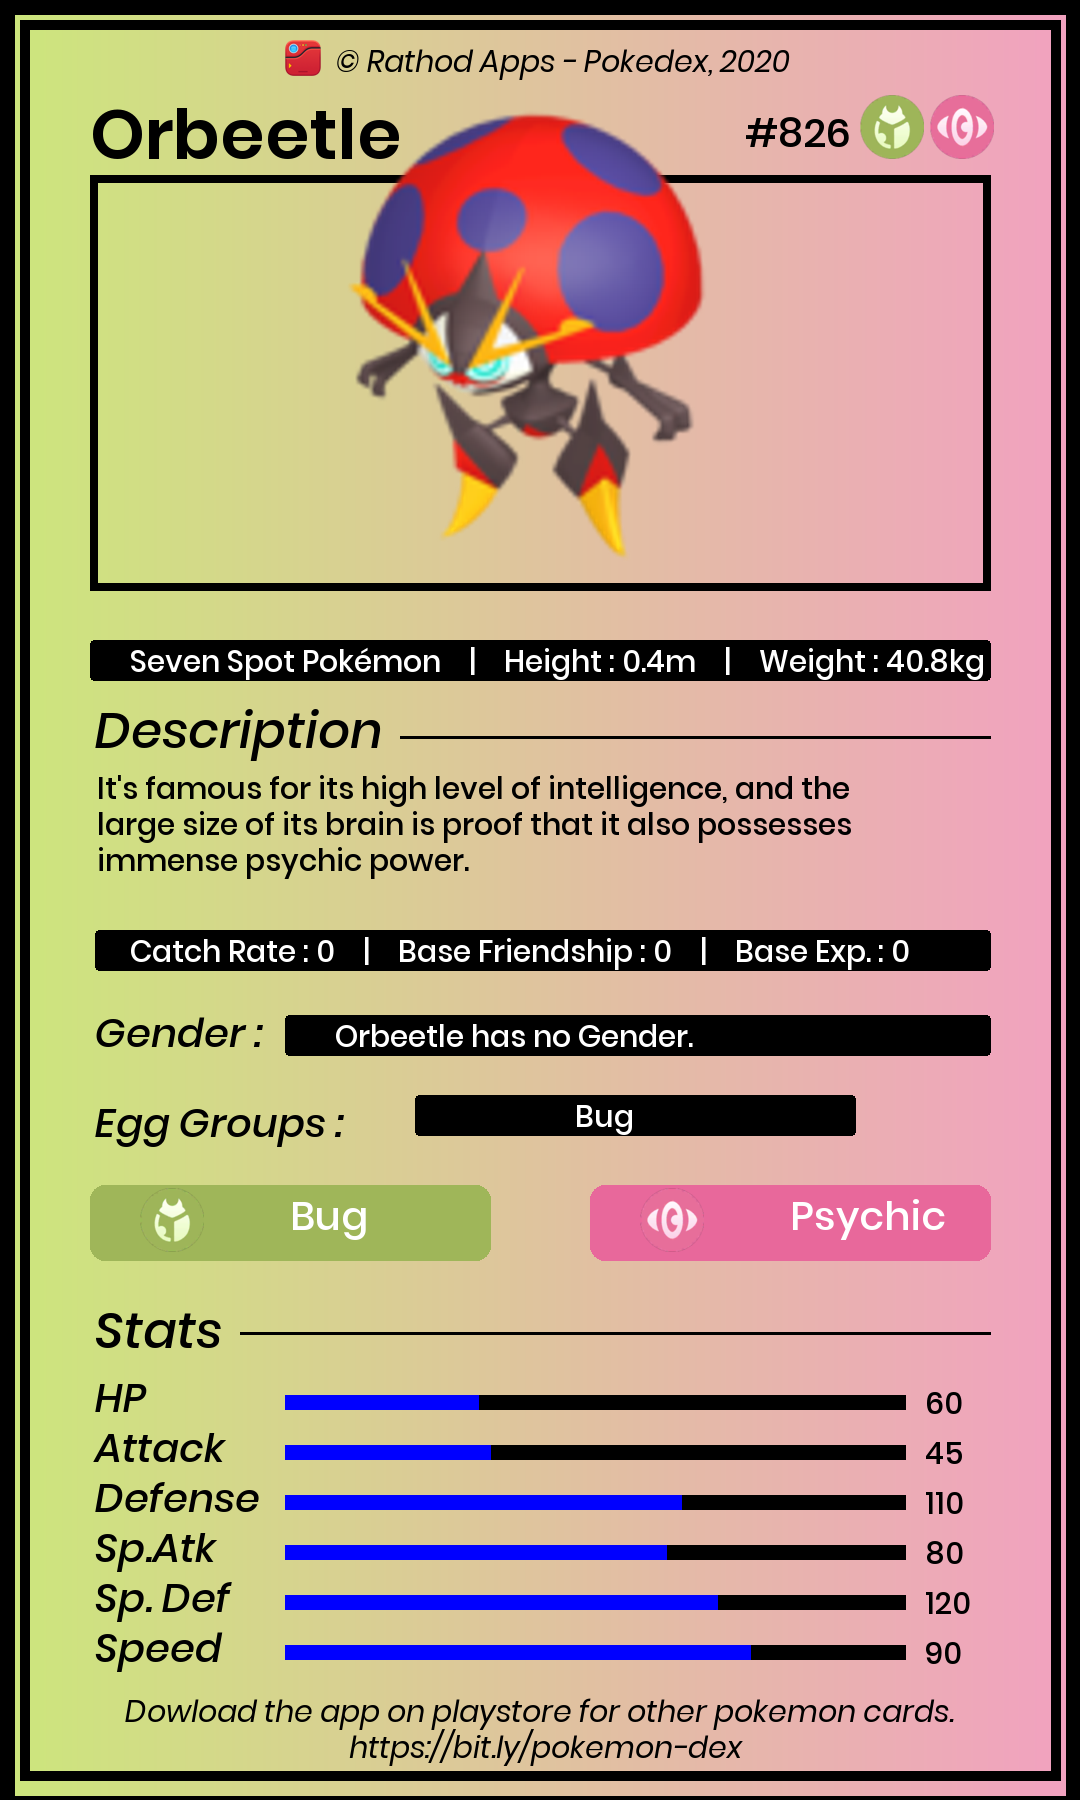 © Rathod Apps - Pokedex, 2020
Orbeetle #826
Seven Spot Pokémon | Height : 0.4m | Weight : 40.8kg
Description
It's famous for its high level of intelligence, and the
large size of its brain is proof that it also possesses
immense psychic power.
Catch Rate : 0 | Base Friendship : 0 | Base Exp. : 0
Gender : Orbeetle has no Gender.
Egg Groups : Bug
Bug Psychic
Stats
HP 60
Attack 45
Defense 110
Sp.Atk 80
Sp. Def 120
Speed 90
Dowload the app on playstore for other pokemon cards.
https://bit.ly/pokemon-dex